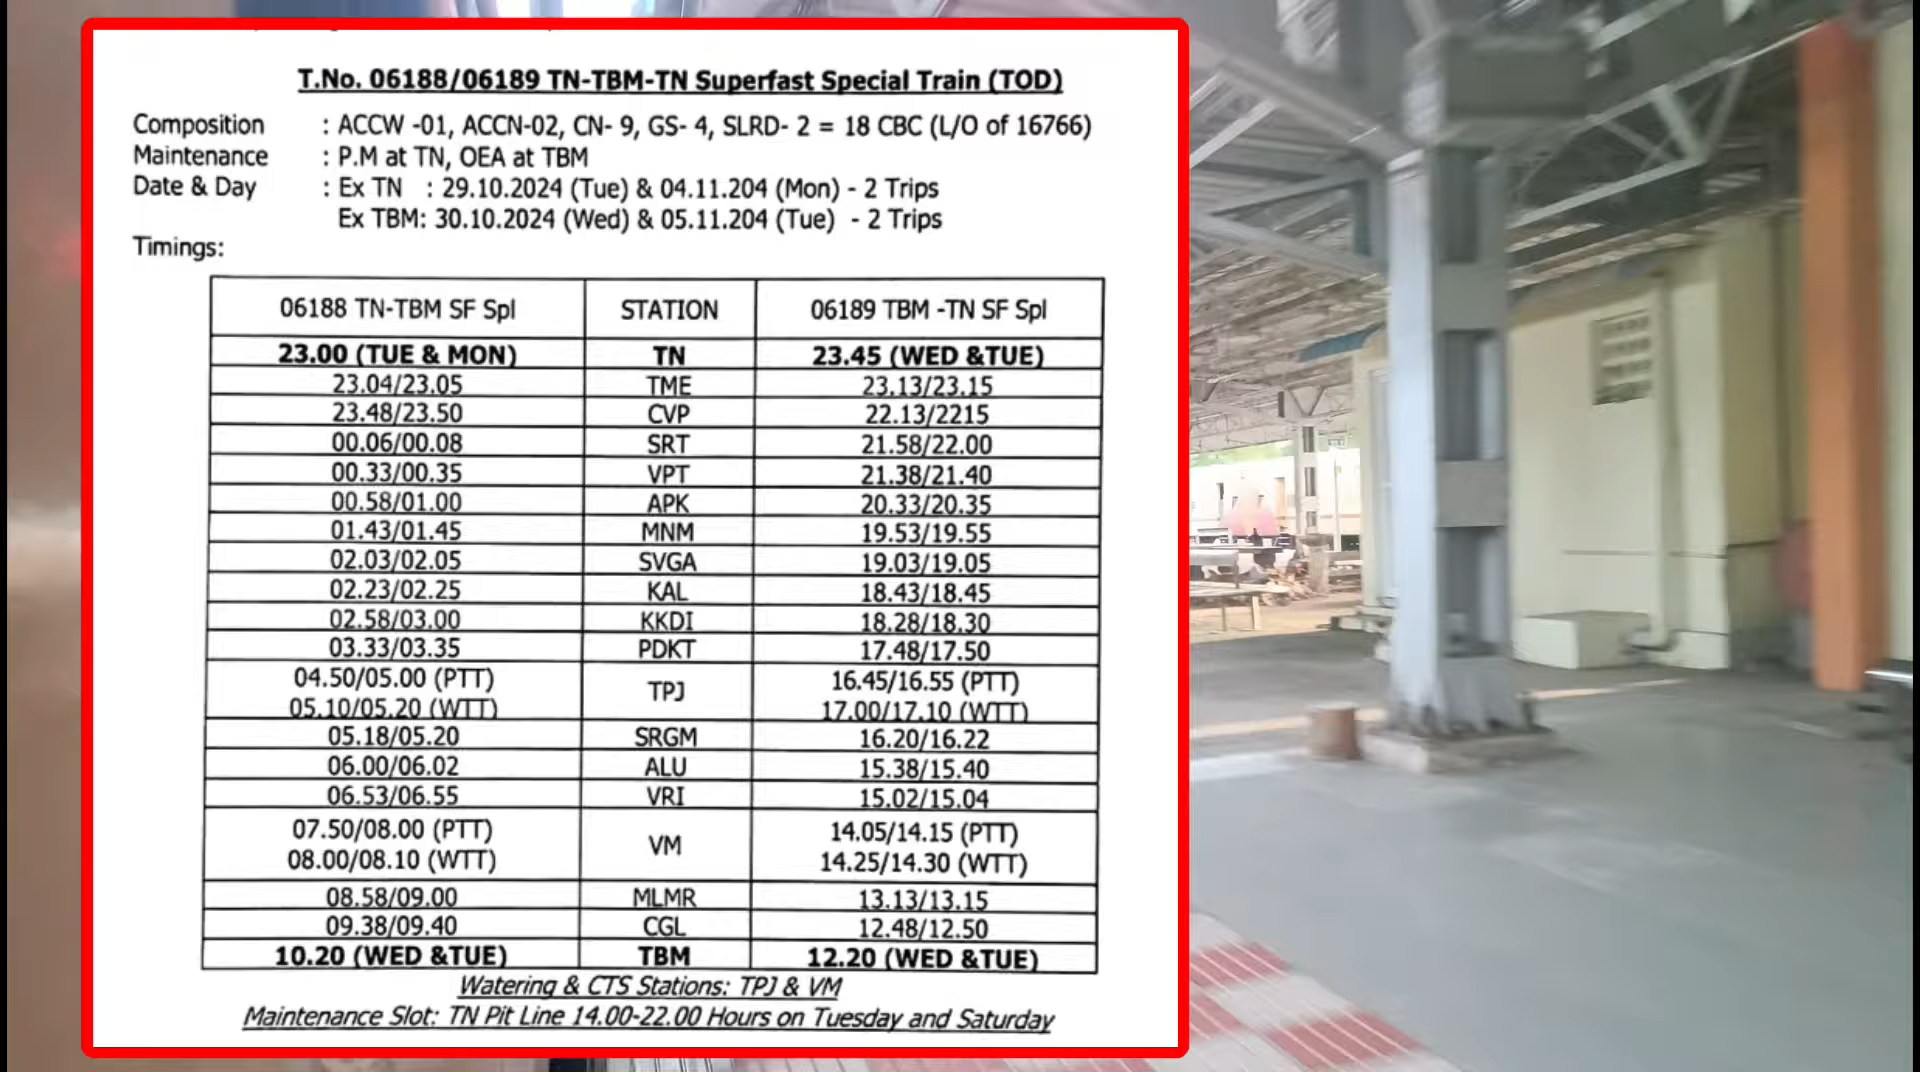 T.No. 06188/06189 TN-TBM-TN Superfast Special Train (TOD)
Composition : ACCW -01, ACCN-02, CN- 9, GS- 4, SLRD- 2 = 18 CBC (L/O of 16766)
Maintenance : P.M at TN, OEA at TBM
Date & Day : Ex TN : 29.10.2024 (Tue) & 04.11.204 (Mon) - 2 Trips
Ex TBM: 30.10.2024 (Wed) & 05.11.204 (Tue) - 2 Trips
Timings:
06188 TN-TBM SF Spl STATION 06189 TBM -TN SF Spl
23.00 (TUE & MON) TN 23.45 (WED &TUE)
23.04/23.05 TME 23.13/23.15
23.48/23.50 CVP 22.13/2215
00.06/00.08 SRT 21.58/22.00
00.33/00.35 VPT 21.38/21.40
00.58/01.00 APK 20.33/20.35
01.43/01.45 MNM 19.53/19.55
02.03/02.05 SVGA 19.03/19.05
02.23/02.25 KAL 18.43/18.45
02.58/03.00 KKDI 18.28/18.30
03.33/03.35 PDKT 17.48/17.50
04.50/05.00 (PTT) TPJ 16.45/16.55 (PTT)
05.10/05.20 (WTT) 17.00/17.10 (WTT)
05.18/05.20 SRGM 16.20/16.22
06.00/06.02 ALU 15.38/15.40
06.53/06.55 VRI 15.02/15.04
07.50/08.00 (PTT) VM 14.05/14.15 (PTT)
08.00/08.10 (WTT) 14.25/14.30 (WTT)
08.58/09.00 MLMR 13.13/13.15
09.38/09.40 CGL 12.48/12.50
10.20 (WED &TUE) TBM 12.20 (WED &TUE)
Watering & CTS Stations: TPJ & VM
Maintenance Slot: TN Pit Line 14.00-22.00 Hours on Tuesday and Saturday